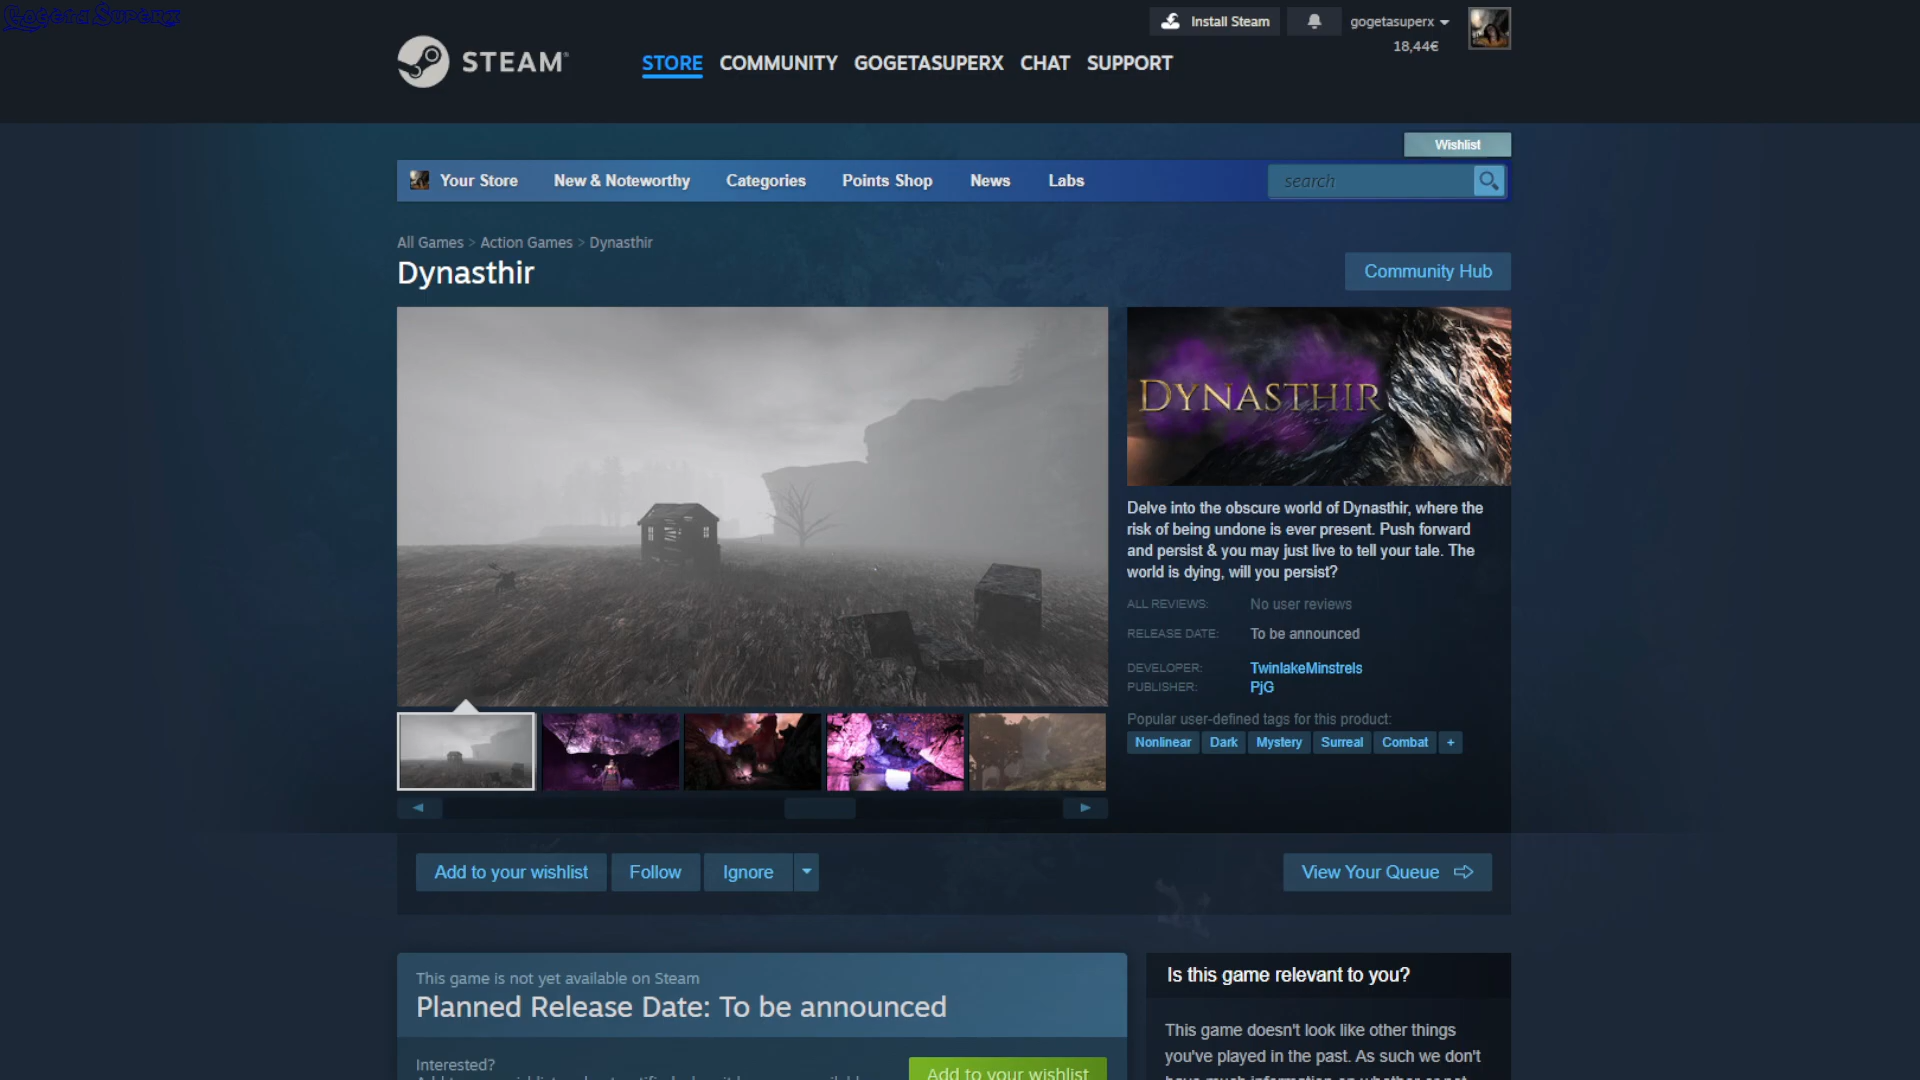 Gogeta Superx
Install Steam
gogetasuperx
18,44€
STEAM®
STORE COMMUNITY GOGETASUPERX CHAT SUPPORT
Wishlist
Your Store New & Noteworthy Categories Points Shop News Labs search
All Games > Action Games > Dynasthir
Dynasthir
Community Hub
DYNASTHIR
Delve into the obscure world of Dynasthir, where the
risk of being undone is ever present. Push forward
and persist & you may just live to tell your tale. The
world is dying, will you persist?
ALL REVIEWS: No user reviews
RELEASE DATE: To be announced
DEVELOPER: TwinlakeMinstrels
PUBLISHER: PjG
Popular user-defined tags for this product:
Nonlinear Dark Mystery Surreal Combat +
Add to your wishlist Follow Ignore View Your Queue
This game is not yet available on Steam
Planned Release Date: To be announced
Interested?
Add to your wishlist
Is this game relevant to you?
This game doesn't look like other things
you've played in the past. As such we don't